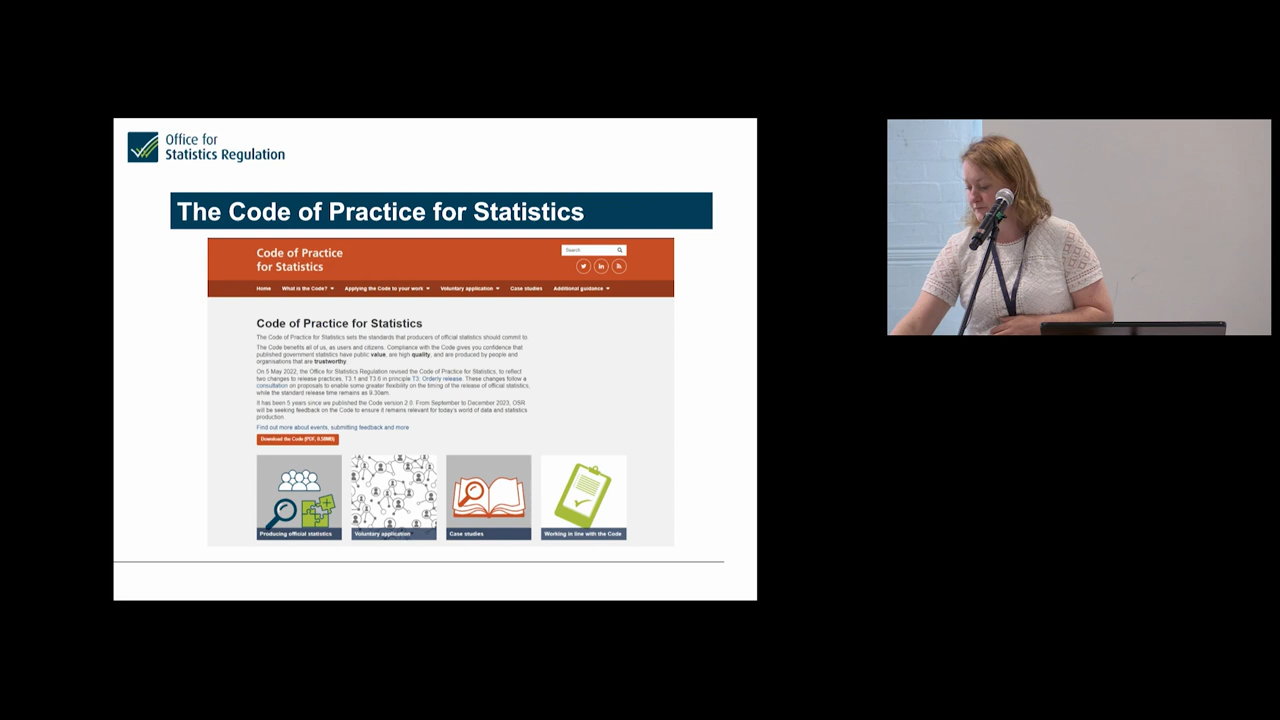 Office for
Statistics Regulation
The Code of Practice for Statistics
Code of Practice
for Statistics
Search
Home What is the Code? Applying the Code to your work Voluntary application Case studies Additional guidance
Code of Practice for Statistics
The Code of Practice for Statistics sets the standards that producers of official statistics should commit to
The Code benefits all of us, as users and citizens. Compliance with the Code gives you confidence that
published government statistics have public value, are high quality, and are produced by people and
organisations that are trustworthy
On 5 May 2022, the Office for Statistics Regulation revised the Code of Practice for Statistics, to reflect
two changes to release practices, T3.1 and T3.6 in principle T3: Orderly release. These changes follow a
consultation on proposals to enable some greater flexibility on the timing of the release of official statistics,
while the standard release time remains as 9.30am.
It has been 5 years since we published the Code version 2.0. From September to December 2023, OSR
will be seeking feedback on the Code to ensure it remains relevant for today's world of data and statistics
production
Find out more about events, submitting feedback and more
Download the Code (PDF, 0.58MB)
Producing official statistics
Voluntary application
Case studies
Working in line with the Code